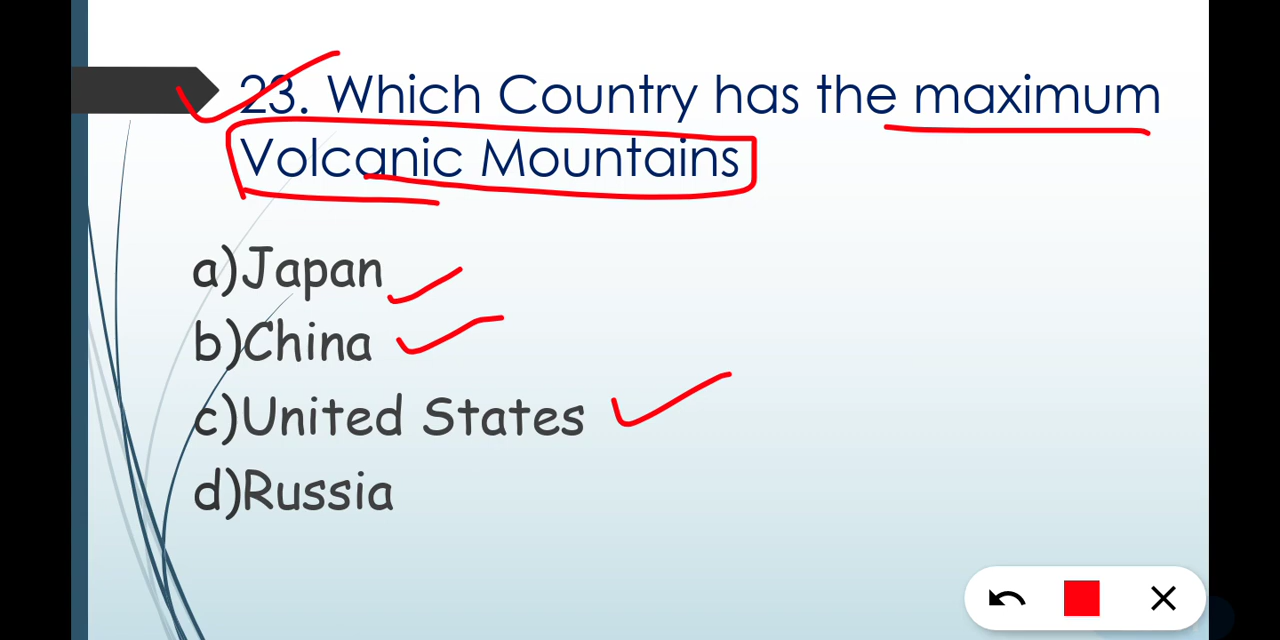 23. Which Country has the maximum
Volcanic Mountains
a)Japan
b)China
c)United States
d)Russia